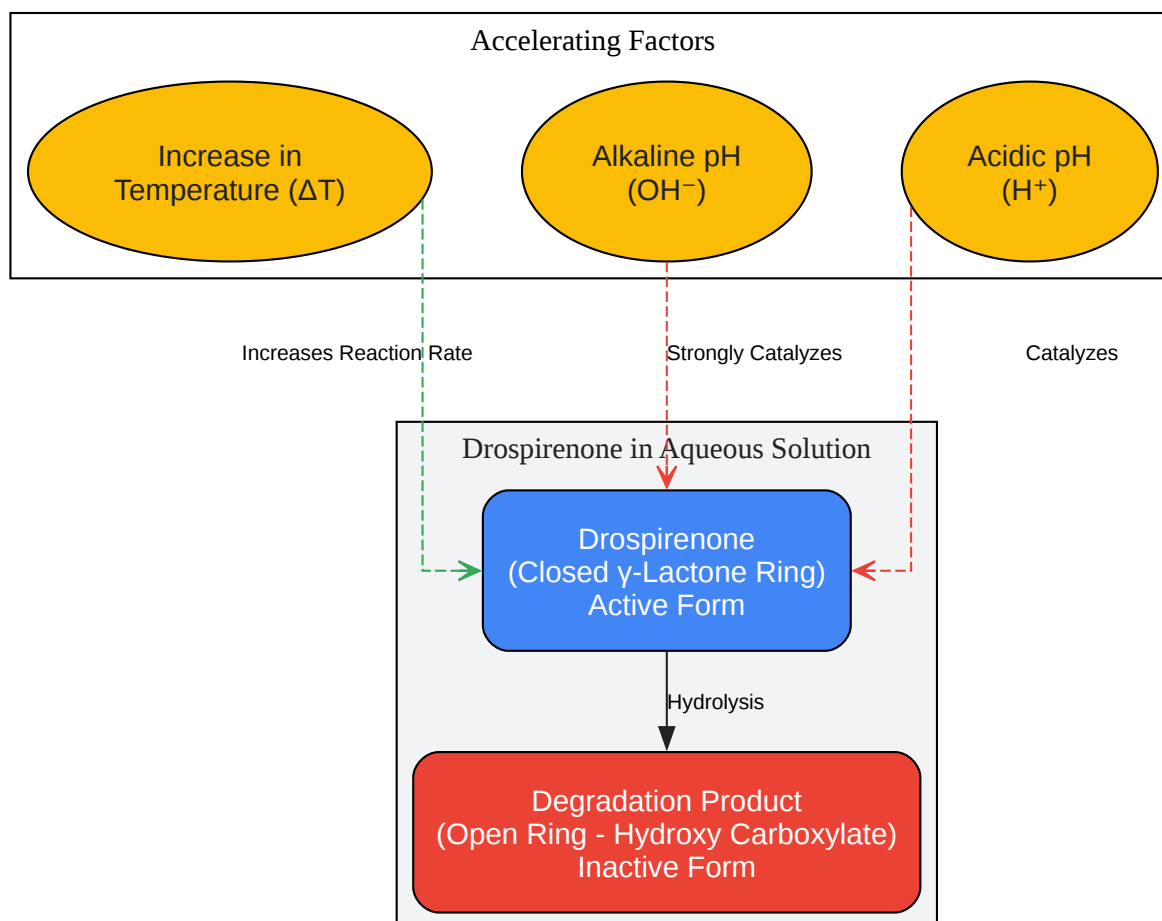 Accelerating Factors
Increase in
Temperature (ΔT)
Alkaline pH
(OH⁻)
Acidic pH
(H⁺)
Increases Reaction Rate
Strongly Catalyzes
Catalyzes
Drospirenone in Aqueous Solution
Drospirenone
(Closed γ-Lactone Ring)
Active Form
Hydrolysis
Degradation Product
(Open Ring - Hydroxy Carboxylate)
Inactive Form